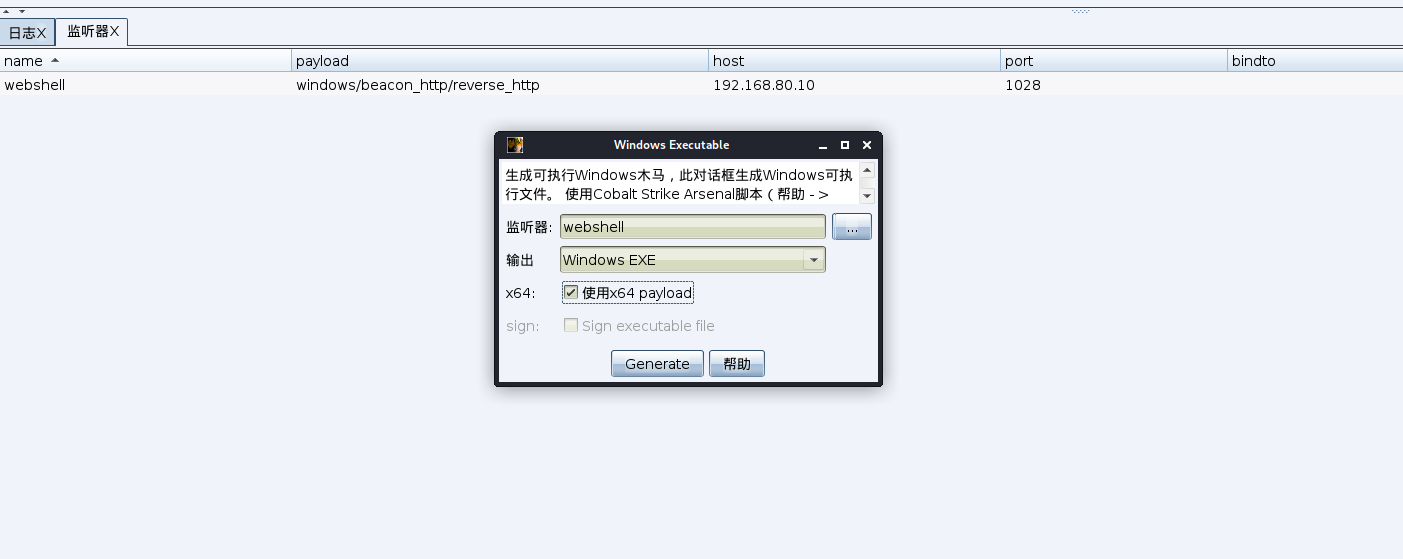 日志X 监听器X
name payload host port bindto
webshell windows/beacon_http/reverse_http 192.168.80.10 1028
Windows Executable
生成可执行Windows木马，此对话框生成Windows可执
行文件。 使用Cobalt Strike Arsenal脚本（帮助 - >
监听器: webshell ...
输出 Windows EXE
x64: 使用x64 payload
sign: Sign executable file
Generate 帮助